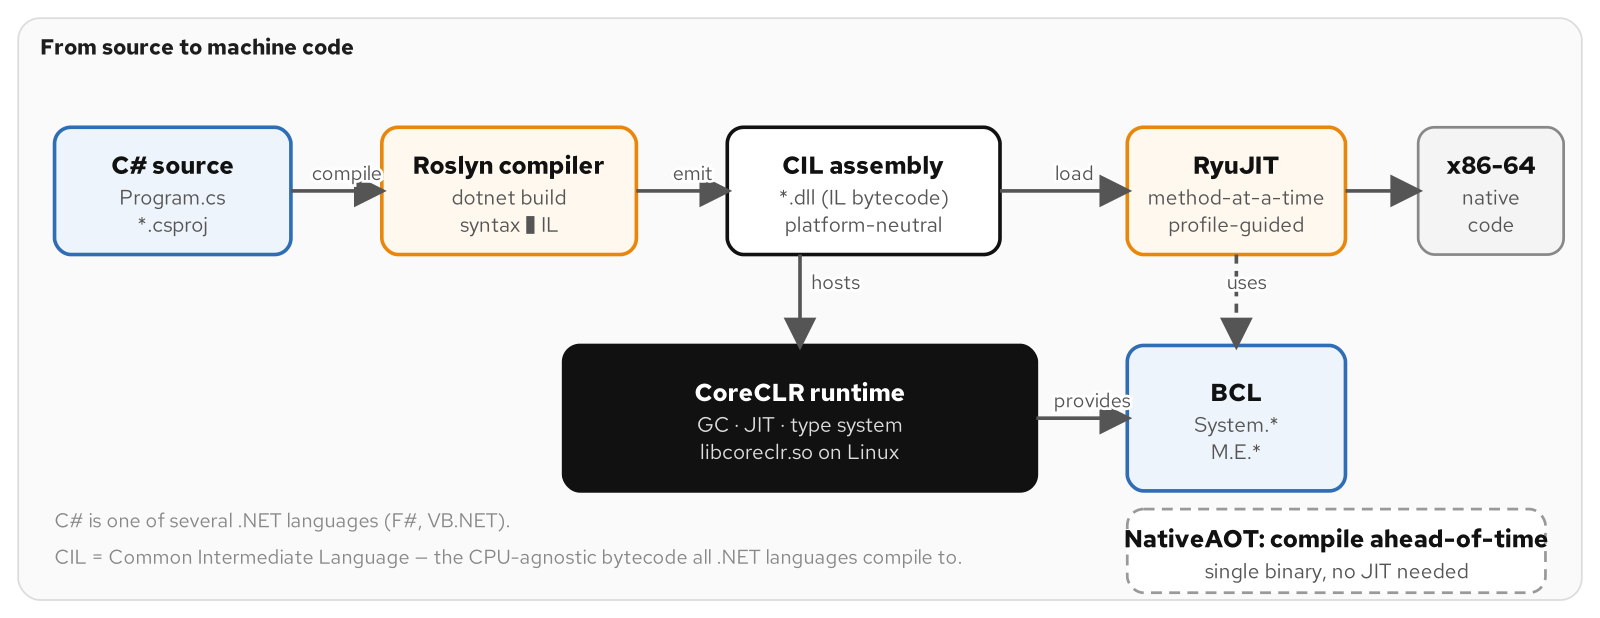 From source to machine code
C# source
Program.cs
*.csproj
compile
Roslyn compiler
dotnet build
syntax ▮ IL
emit
CIL assembly
*.dll (IL bytecode)
platform-neutral
load
RyuJIT
method-at-a-time
profile-guided
x86-64
native
code
hosts
uses
CoreCLR runtime
GC · JIT · type system
libcoreclr.so on Linux
provides
BCL
System.*
M.E.*
C# is one of several .NET languages (F#, VB.NET).
CIL = Common Intermediate Language — the CPU-agnostic bytecode all .NET languages compile to.
NativeAOT: compile ahead-of-time
single binary, no JIT needed